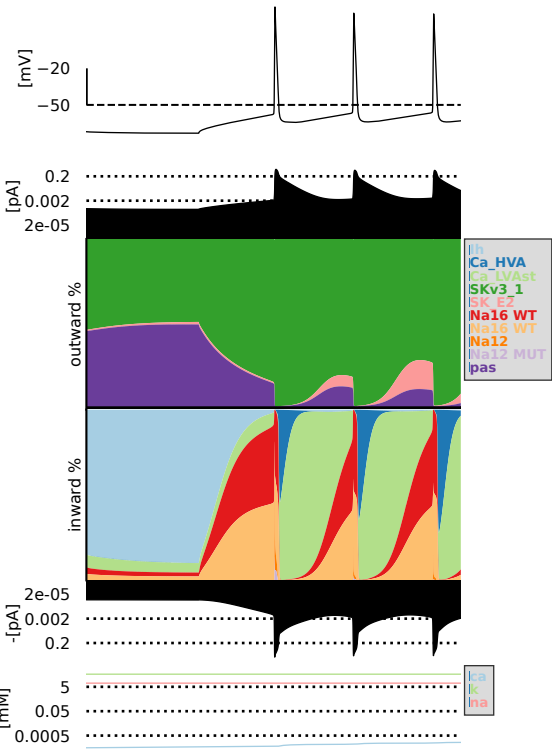 [mV]
−20
−50
[pA]
0.2
0.002
2e-05
outward %
Ih
Ca_HVA
Ca_LVAst
SKv3_1
SK_E2
Na16 WT
Na16 WT
Na12
Na12 MUT
pas
inward %
-[pA]
2e-05
0.002
0.2
[mM]
5
0.05
0.0005
ca
k
na